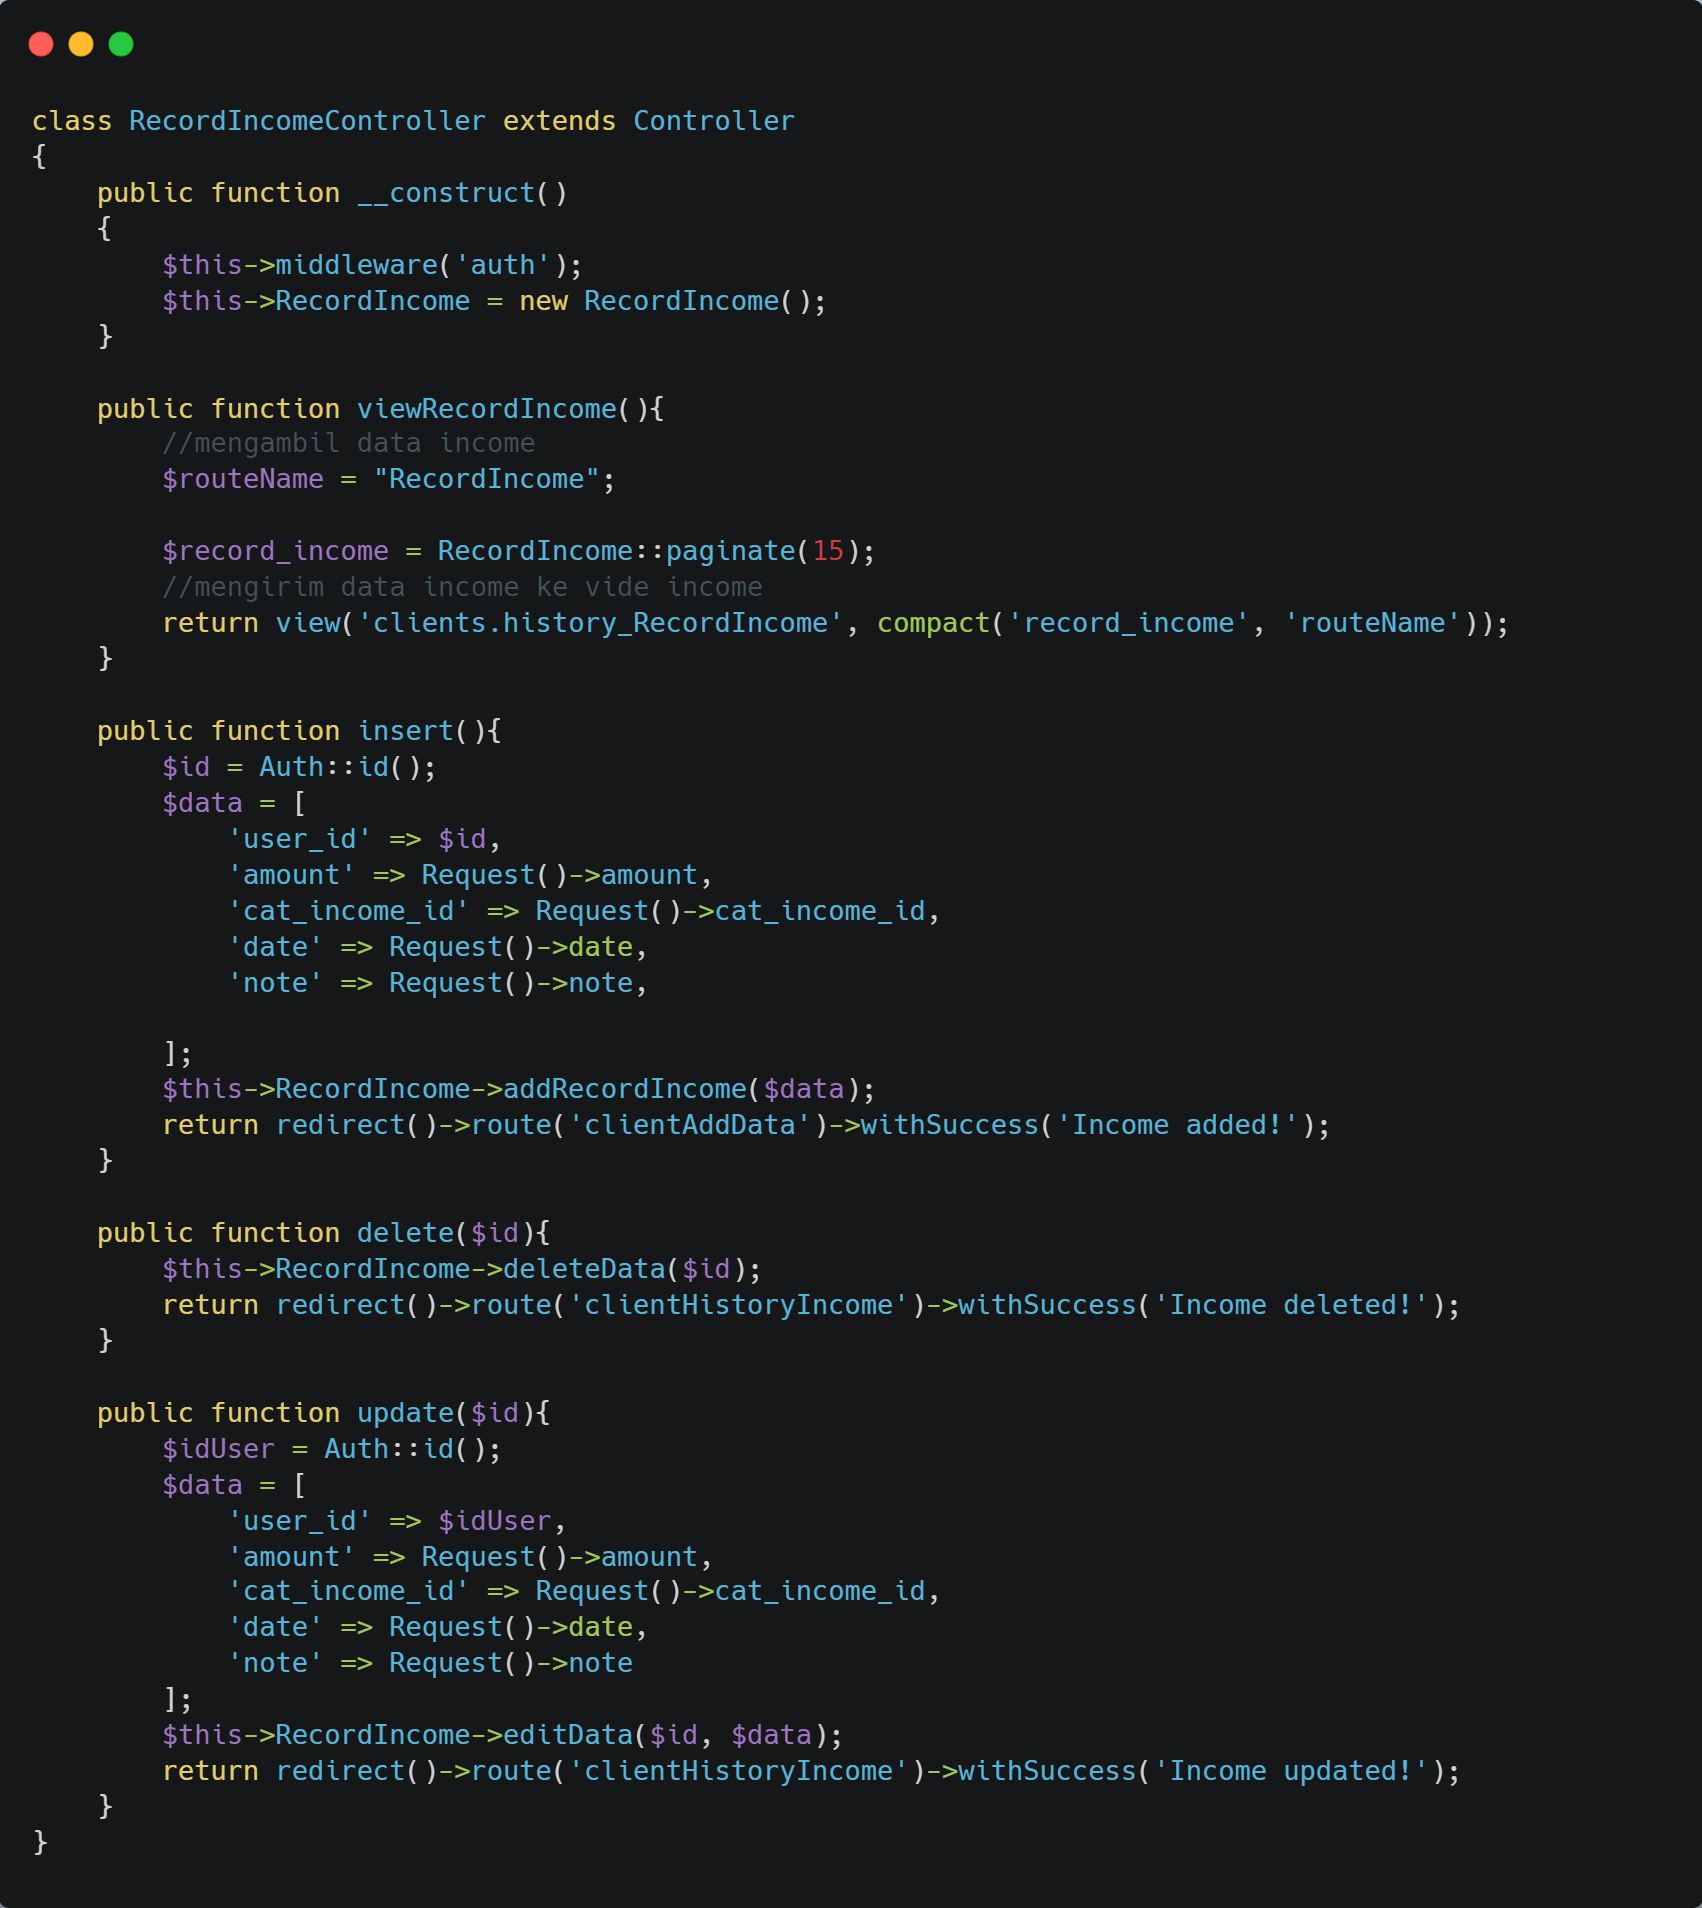 class RecordIncomeController extends Controller
{
    public function __construct()
    {
        $this->middleware('auth');
        $this->RecordIncome = new RecordIncome();
    }

    public function viewRecordIncome(){
        //mengambil data income
        $routeName = "RecordIncome";

        $record_income = RecordIncome::paginate(15);
        //mengirim data income ke vide income
        return view('clients.history_RecordIncome', compact('record_income', 'routeName'));
    }

    public function insert(){
        $id = Auth::id();
        $data = [
            'user_id' => $id,
            'amount' => Request()->amount,
            'cat_income_id' => Request()->cat_income_id,
            'date' => Request()->date,
            'note' => Request()->note,

        ];
        $this->RecordIncome->addRecordIncome($data);
        return redirect()->route('clientAddData')->withSuccess('Income added!');
    }

    public function delete($id){
        $this->RecordIncome->deleteData($id);
        return redirect()->route('clientHistoryIncome')->withSuccess('Income deleted!');
    }

    public function update($id){
        $idUser = Auth::id();
        $data = [
            'user_id' => $idUser,
            'amount' => Request()->amount,
            'cat_income_id' => Request()->cat_income_id,
            'date' => Request()->date,
            'note' => Request()->note
        ];
        $this->RecordIncome->editData($id, $data);
        return redirect()->route('clientHistoryIncome')->withSuccess('Income updated!');
    }
}